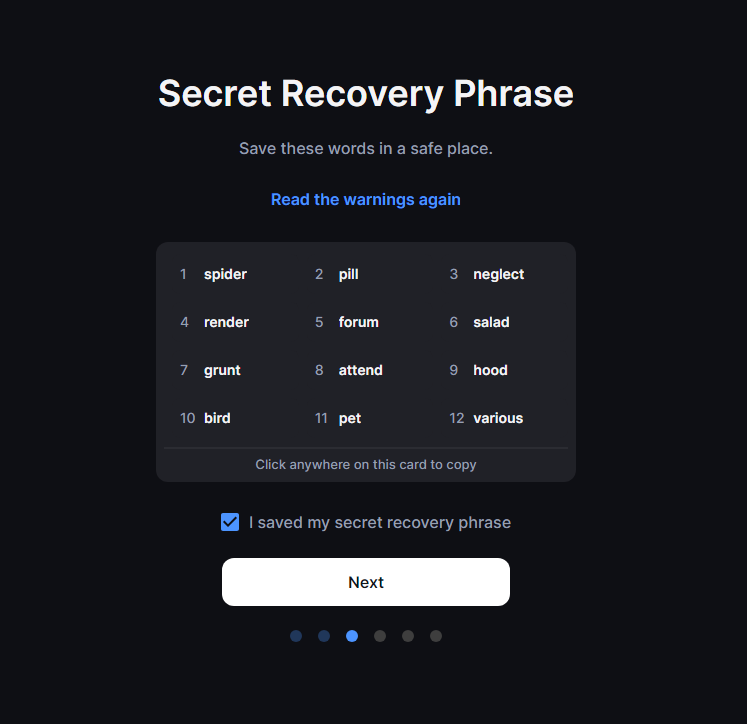 Secret Recovery Phrase
Save these words in a safe place.
Read the warnings again
1 spider 2 pill 3 neglect
4 render 5 forum 6 salad
7 grunt 8 attend 9 hood
10 bird 11 pet 12 various
Click anywhere on this card to copy
I saved my secret recovery phrase
Next